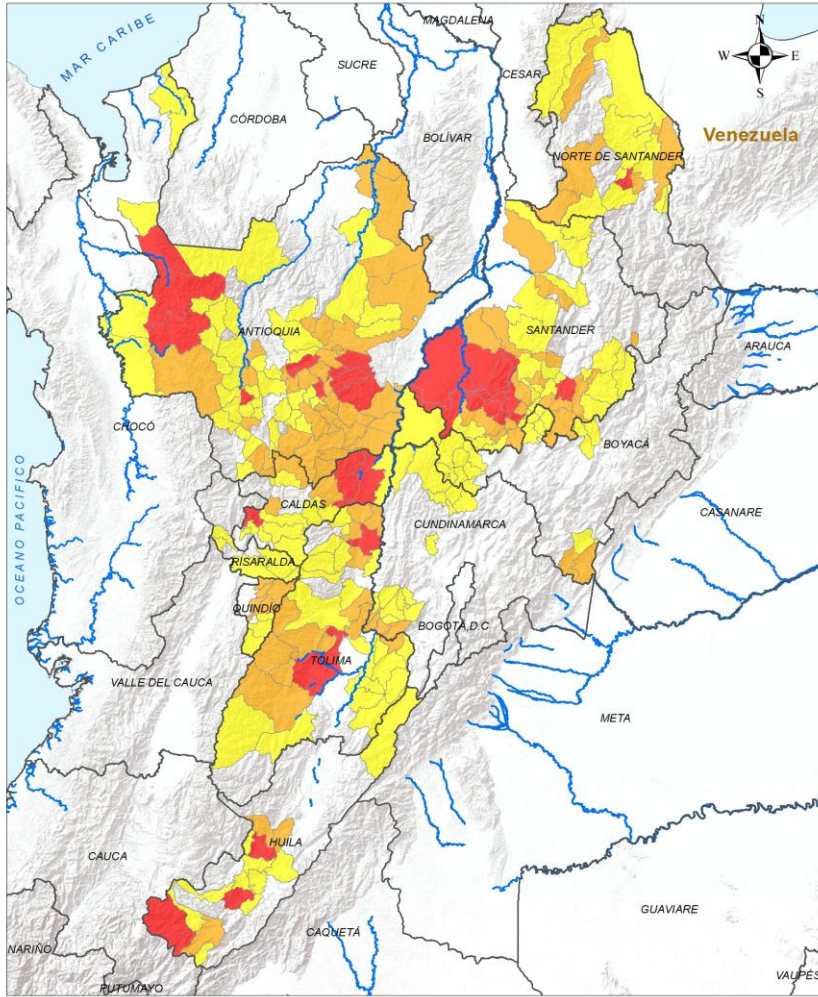 MAGDALENA
MAR CARIBE
N
W E
S
SUCRE
CESAR
CÓRDOBA
BOLÍVAR
Venezuela
NORTE DE SANTANDER
ANTIOQUIA
SANTANDER
ARAUCA
CHOCÓ
BOYACÁ
OCEANO PACIFICO
CALDAS
CASANARE
CUNDINAMARCA
RISARALDA
QUINDÍO
BOGOTÁ,D.C
TOLIMA
VALLE DEL CAUCA
META
HUILA
CAUCA
GUAVIARE
CAQUETÁ
NARIÑO
VAUPÉS
PUTUMAYO